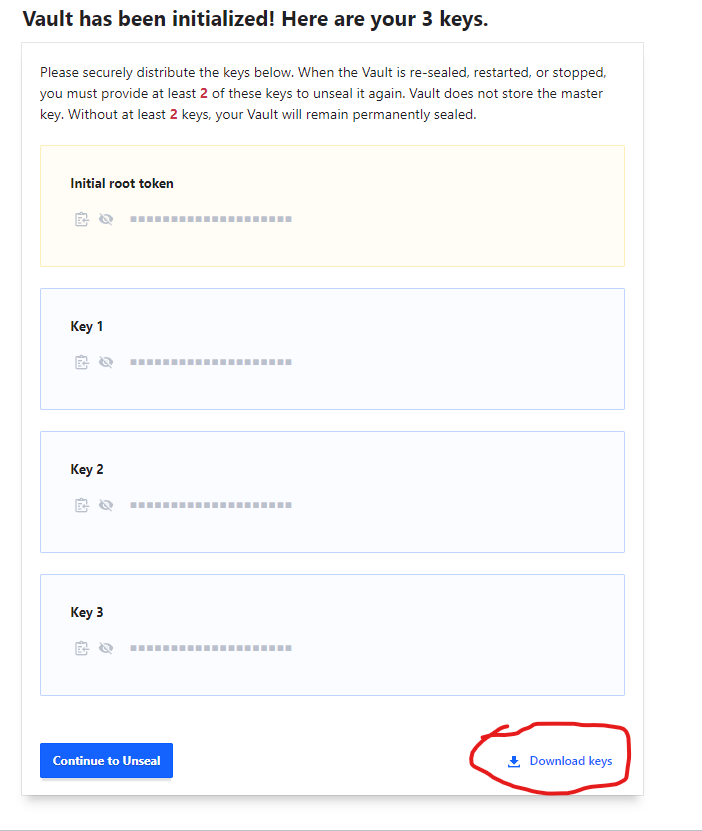 Vault has been initialized! Here are your 3 keys.
Please securely distribute the keys below. When the Vault is re-sealed, restarted, or stopped,
you must provide at least 2 of these keys to unseal it again. Vault does not store the master
key. Without at least 2 keys, your Vault will remain permanently sealed.
Initial root token
Key 1
Key 2
Key 3
Continue to Unseal
Download keys